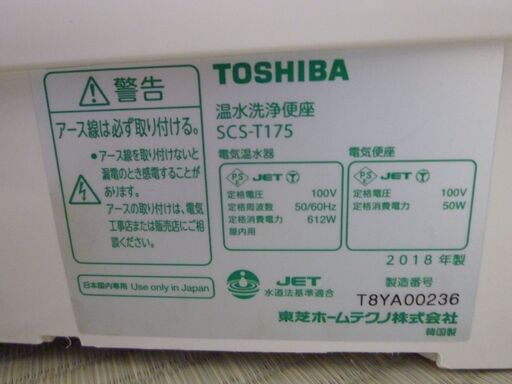 警告
アース線は必ず取り付ける。
●アース線を取り付けないと
漏電のとき感電することが
あります。
アースの取り付けは、電気
工事店または販売店にご相
談ください。
日本国内専用 Use only in Japan
TOSHIBA
温水洗浄便座
SCS-T175
電気温水器
PS E JET
定格電圧 100V
定格周波数 50/60Hz
定格消費電力 612W
屋内用
電気便座
PS E JET
定格電圧 100V
定格消費電力 50W
2018年製
JET
水道法基準適合
製造番号
T8YA00236
東芝ホームテクノ株式会社
韓国製